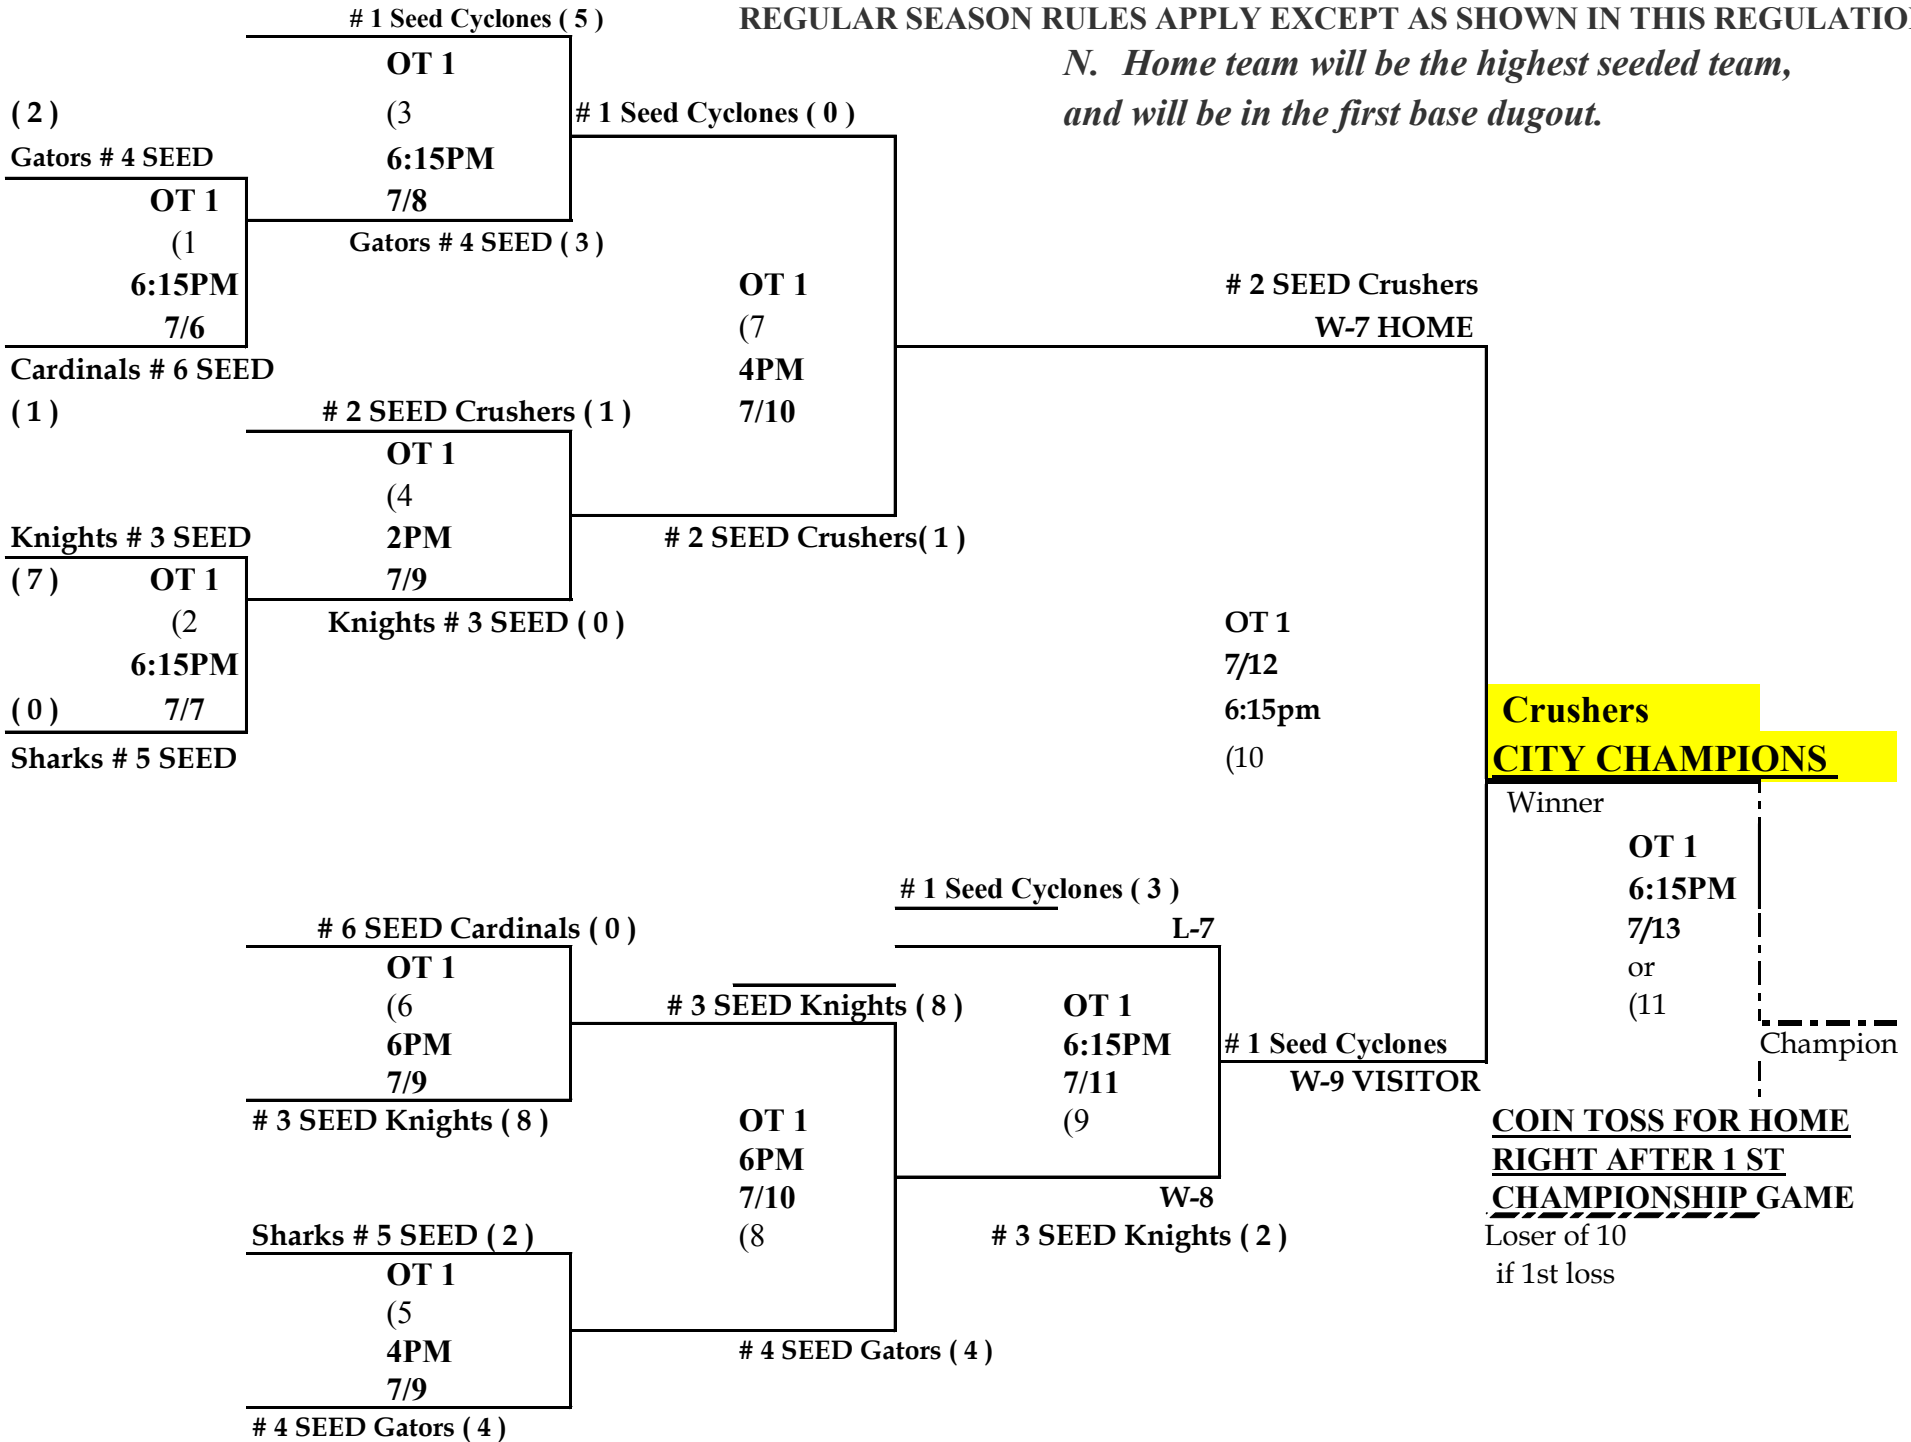 # 1 Seed Cyclones ( 5 )
REGULAR SEASON RULES APPLY EXCEPT AS SHOWN IN THIS REGULATIO
N. Home team will be the highest seeded team,
and will be in the first base dugout.
OT 1
(3
6:15PM
7/8
( 2 )
Gators # 4 SEED
OT 1
(1
6:15PM
7/6
Cardinals # 6 SEED
( 1 )
# 1 Seed Cyclones ( 0 )
Gators # 4 SEED ( 3 )
OT 1
(7
4PM
7/10
# 2 SEED Crushers
W-7 HOME
# 2 SEED Crushers ( 1 )
OT 1
(4
2PM
7/9
Knights # 3 SEED
( 7 )
OT 1
(2
6:15PM
( 0 )
7/7
Sharks # 5 SEED
# 2 SEED Crushers( 1 )
Knights # 3 SEED ( 0 )
OT 1
7/12
6:15pm
(10
Crushers
CITY CHAMPIONS
Winner
OT 1
6:15PM
7/13
or
(11
Champion
# 1 Seed Cyclones ( 3 )
L-7
# 6 SEED Cardinals ( 0 )
OT 1
(6
6PM
7/9
# 3 SEED Knights ( 8 )
# 3 SEED Knights ( 8 )
OT 1
6:15PM
7/11
(9
# 1 Seed Cyclones
W-9 VISITOR
OT 1
6PM
7/10
(8
W-8
# 3 SEED Knights ( 2 )
COIN TOSS FOR HOME
RIGHT AFTER 1 ST
CHAMPIONSHIP GAME
Loser of 10
if 1st loss
Sharks # 5 SEED ( 2 )
OT 1
(5
4PM
7/9
# 4 SEED Gators ( 4 )
# 4 SEED Gators ( 4 )